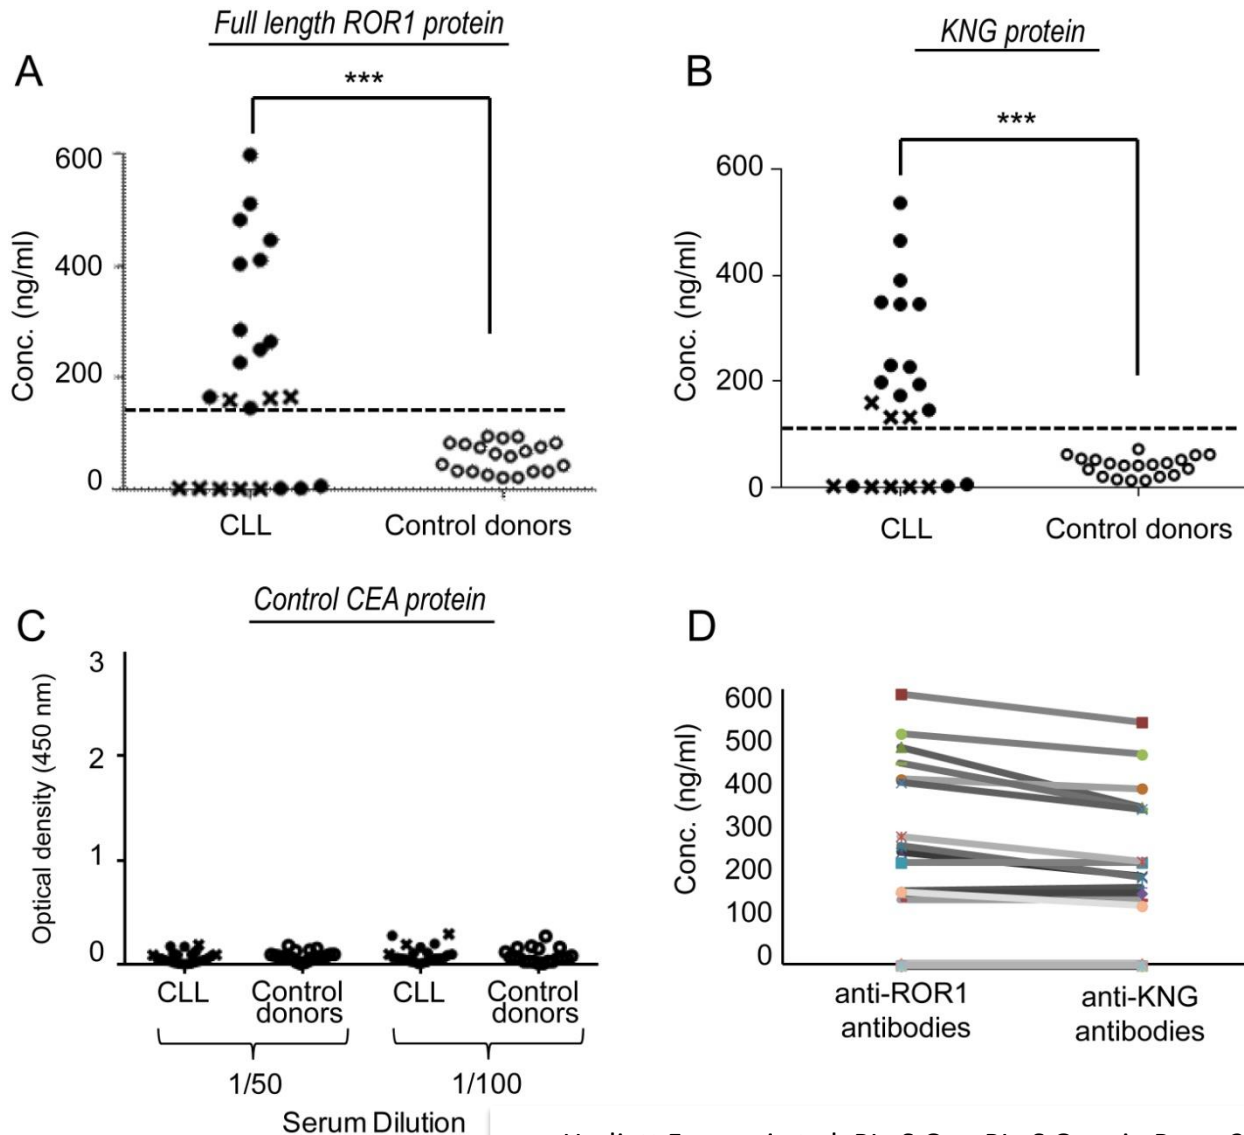 Full length ROR1 protein
KNG protein
A
***
600
400
200
0
Conc. (ng/ml)
CLL
Control donors
B
***
600
400
200
0
Conc. (ng/ml)
CLL
Control donors
Control CEA protein
C
3
2
1
0
Optical density (450 nm)
CLL
Control
donors
CLL
Control
donors
1/50
1/100
Serum Dilution
D
600
500
400
300
200
100
0
Conc. (ng/ml)
anti-ROR1
antibodies
anti-KNG
antibodies